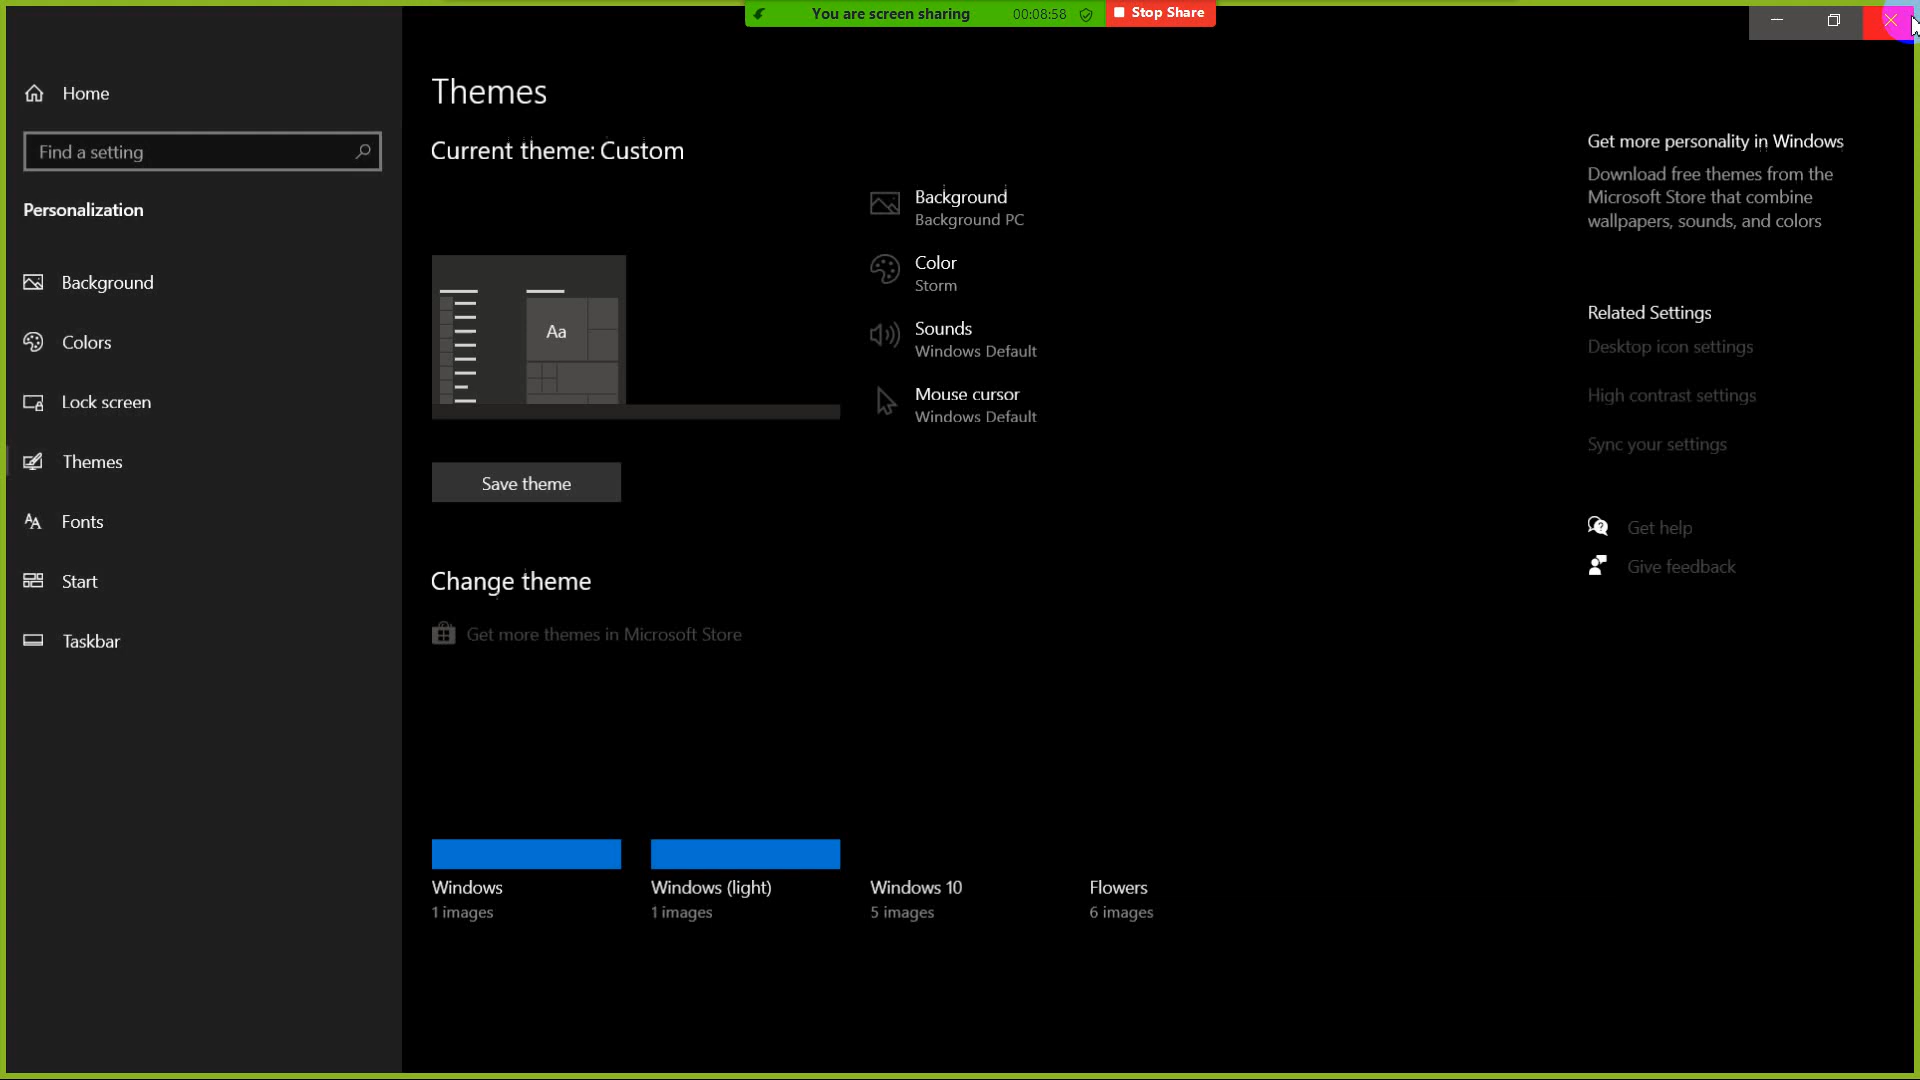 You are screen sharing 00:08:58 Stop Share
Home
Find a setting
Personalization
Background
Colors
Lock screen
Themes
Fonts
Start
Taskbar
Themes
Current theme: Custom
Aa
Background
Background PC
Color
Storm
Sounds
Windows Default
Mouse cursor
Windows Default
Save theme
Change theme
Get more themes in Microsoft Store
Windows
1 images
Windows (light)
1 images
Windows 10
5 images
Flowers
6 images
Get more personality in Windows
Download free themes from the
Microsoft Store that combine
wallpapers, sounds, and colors
Related Settings
Desktop icon settings
High contrast settings
Sync your settings
Get help
Give feedback